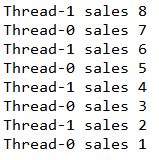 Thread-1 sales 8
Thread-0 sales 7
Thread-1 sales 6
Thread-0 sales 5
Thread-1 sales 4
Thread-0 sales 3
Thread-1 sales 2
Thread-0 sales 1